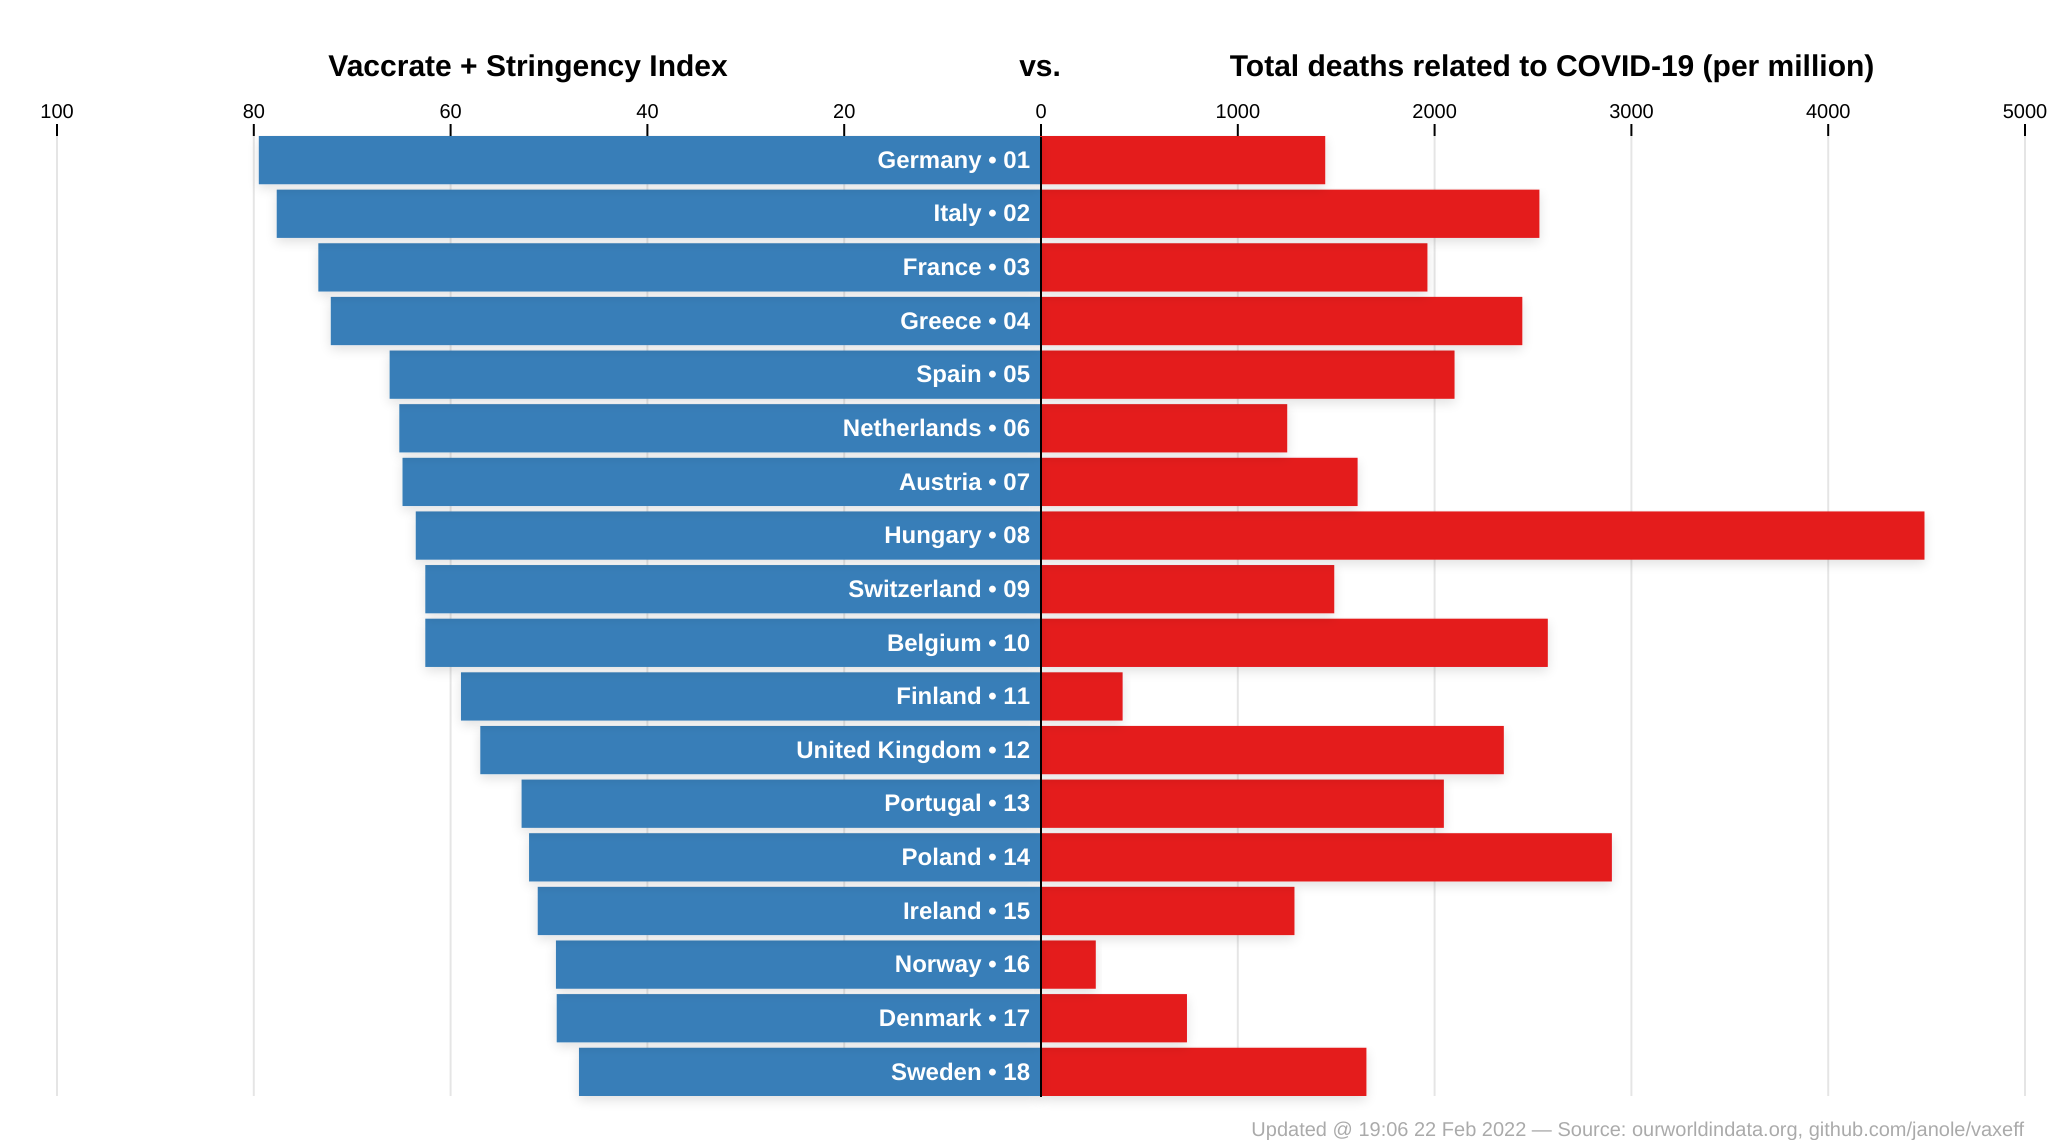 Vaccrate + Stringency Index vs. Total deaths related to COVID-19 (per million)
100 80 60 40 20 0 1000 2000 3000 4000 5000
Germany • 01
Italy • 02
France • 03
Greece • 04
Spain • 05
Netherlands • 06
Austria • 07
Hungary • 08
Switzerland • 09
Belgium • 10
Finland • 11
United Kingdom • 12
Portugal • 13
Poland • 14
Ireland • 15
Norway • 16
Denmark • 17
Sweden • 18
Updated @ 19:06 22 Feb 2022 — Source: ourworldindata.org, github.com/janole/vaxeff